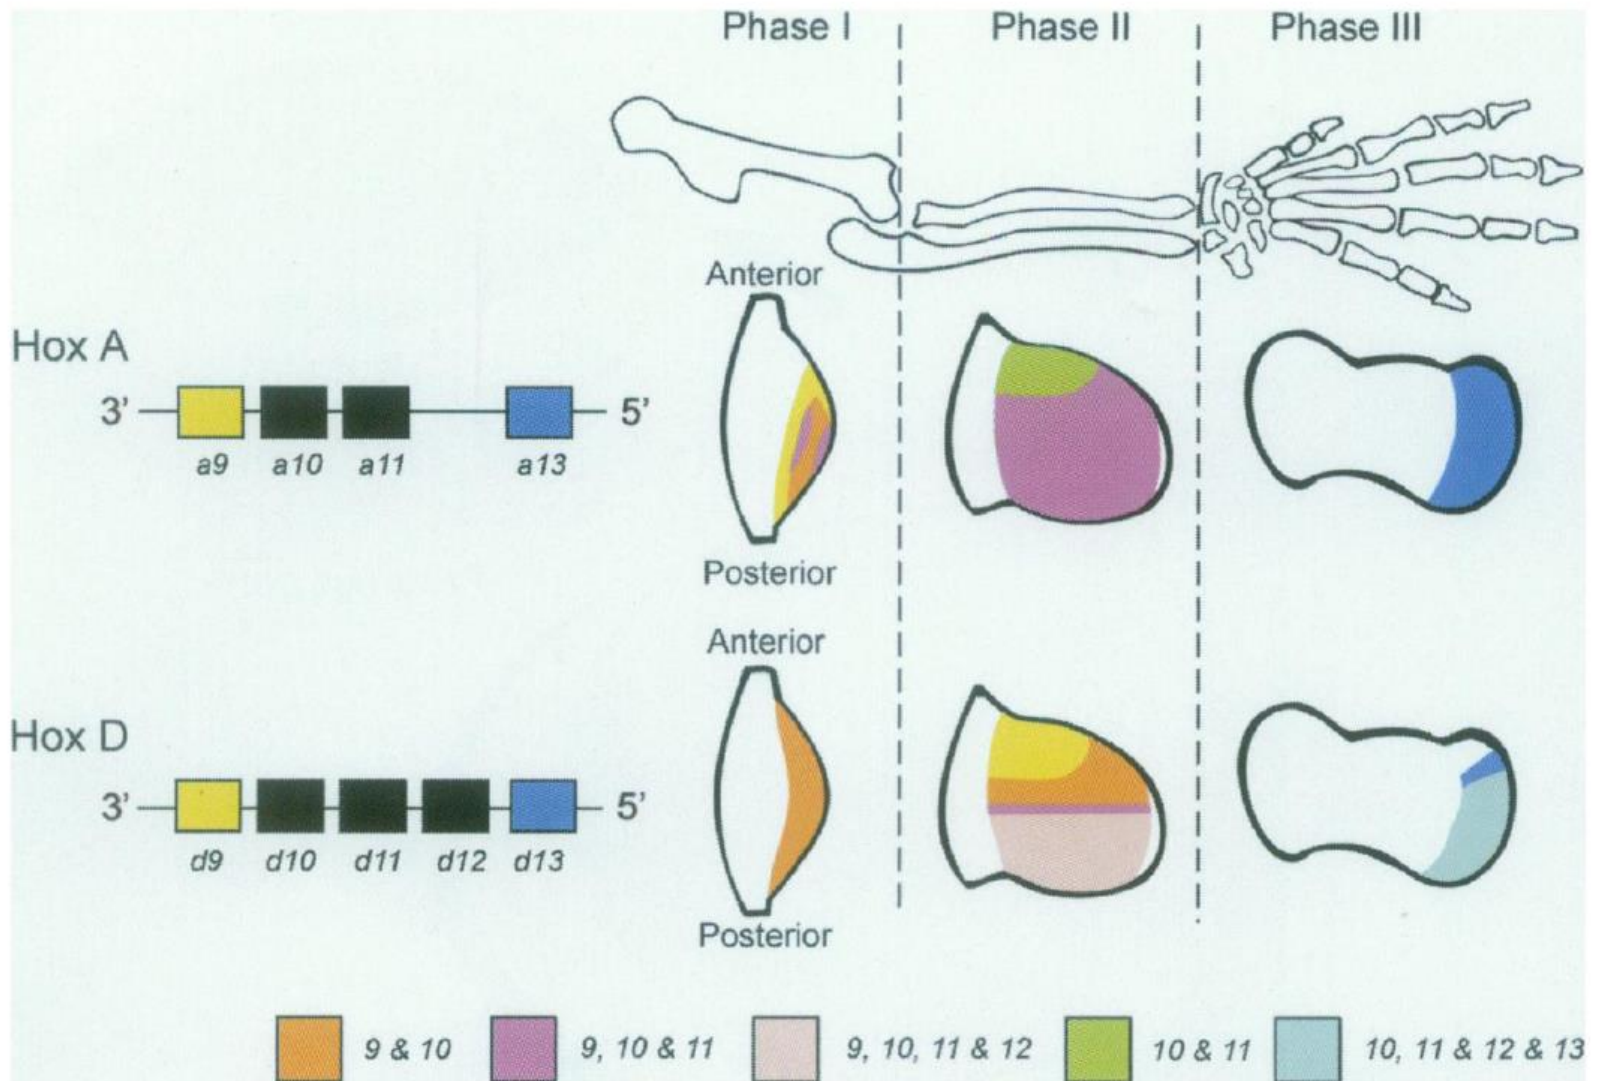 Phase I Phase II Phase III
Anterior
Hox A
3' 5'
a9 a10 a11 a13
Posterior
Anterior
Hox D
3' 5'
d9 d10 d11 d12 d13
Posterior
9 & 10 9, 10 & 11 9, 10, 11 & 12 10 & 11 10, 11 & 12 & 13